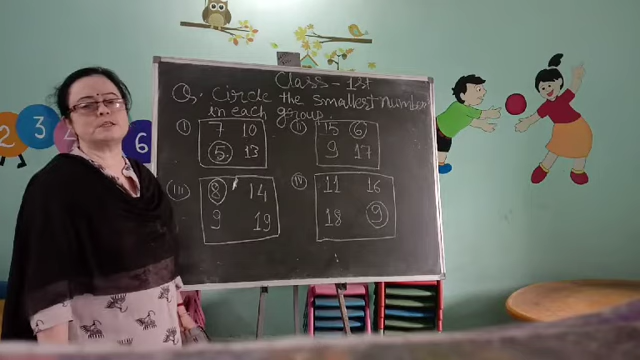 Class - 1st
Q. Circle the smallest number
in each group.
I 7 10 II 15 6
5 13 9 17
III 8 14 IV 11 16
9 19 18 9
2 3 6